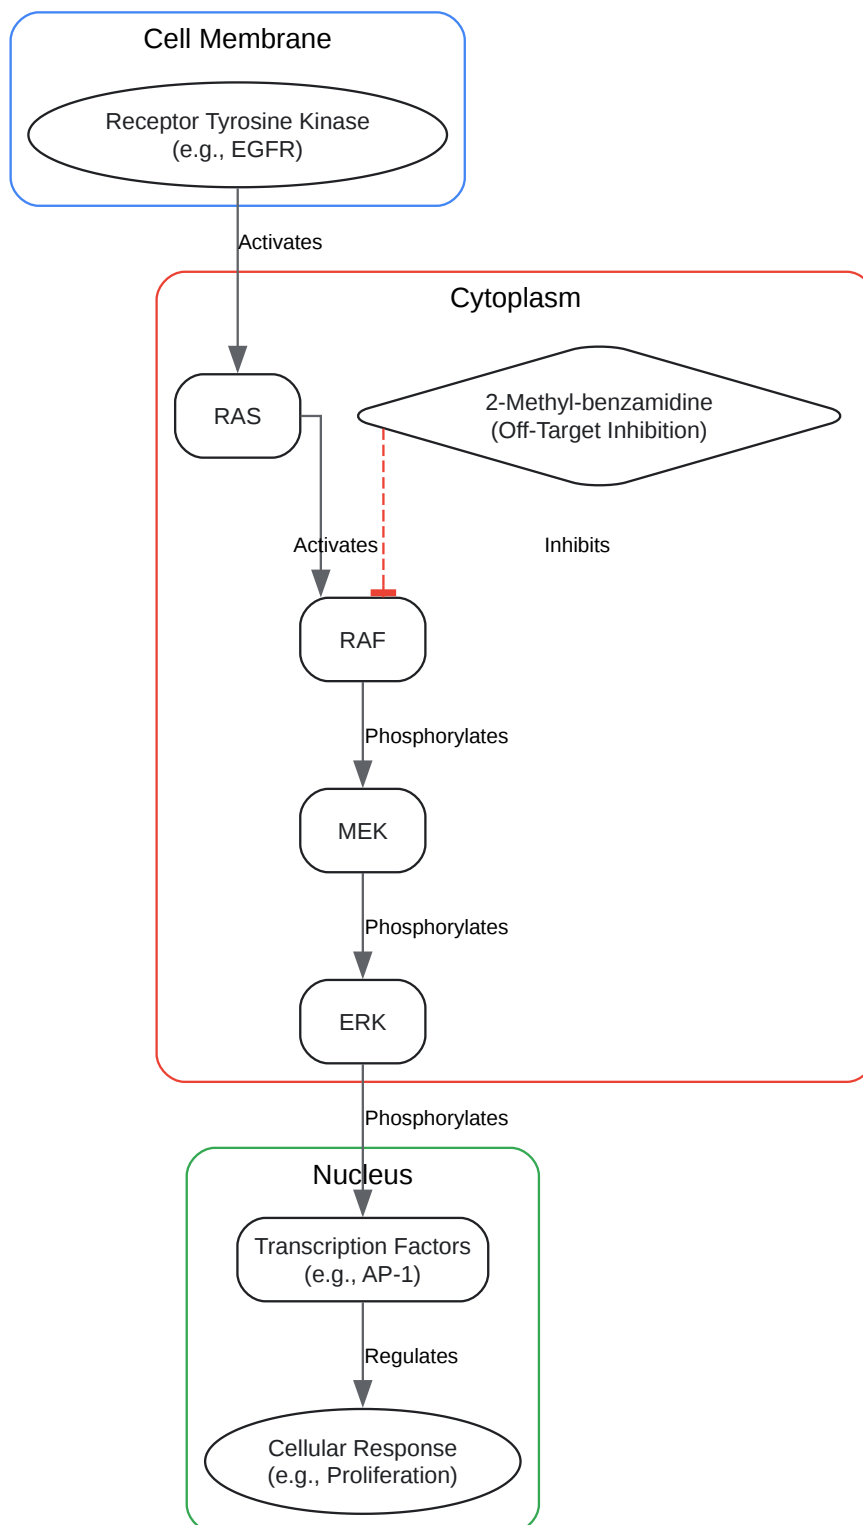 Cell Membrane
Receptor Tyrosine Kinase
(e.g., EGFR)
Activates
Cytoplasm
RAS
2-Methyl-benzamidine
(Off-Target Inhibition)
Activates
Inhibits
RAF
Phosphorylates
MEK
Phosphorylates
ERK
Phosphorylates
Nucleus
Transcription Factors
(e.g., AP-1)
Regulates
Cellular Response
(e.g., Proliferation)